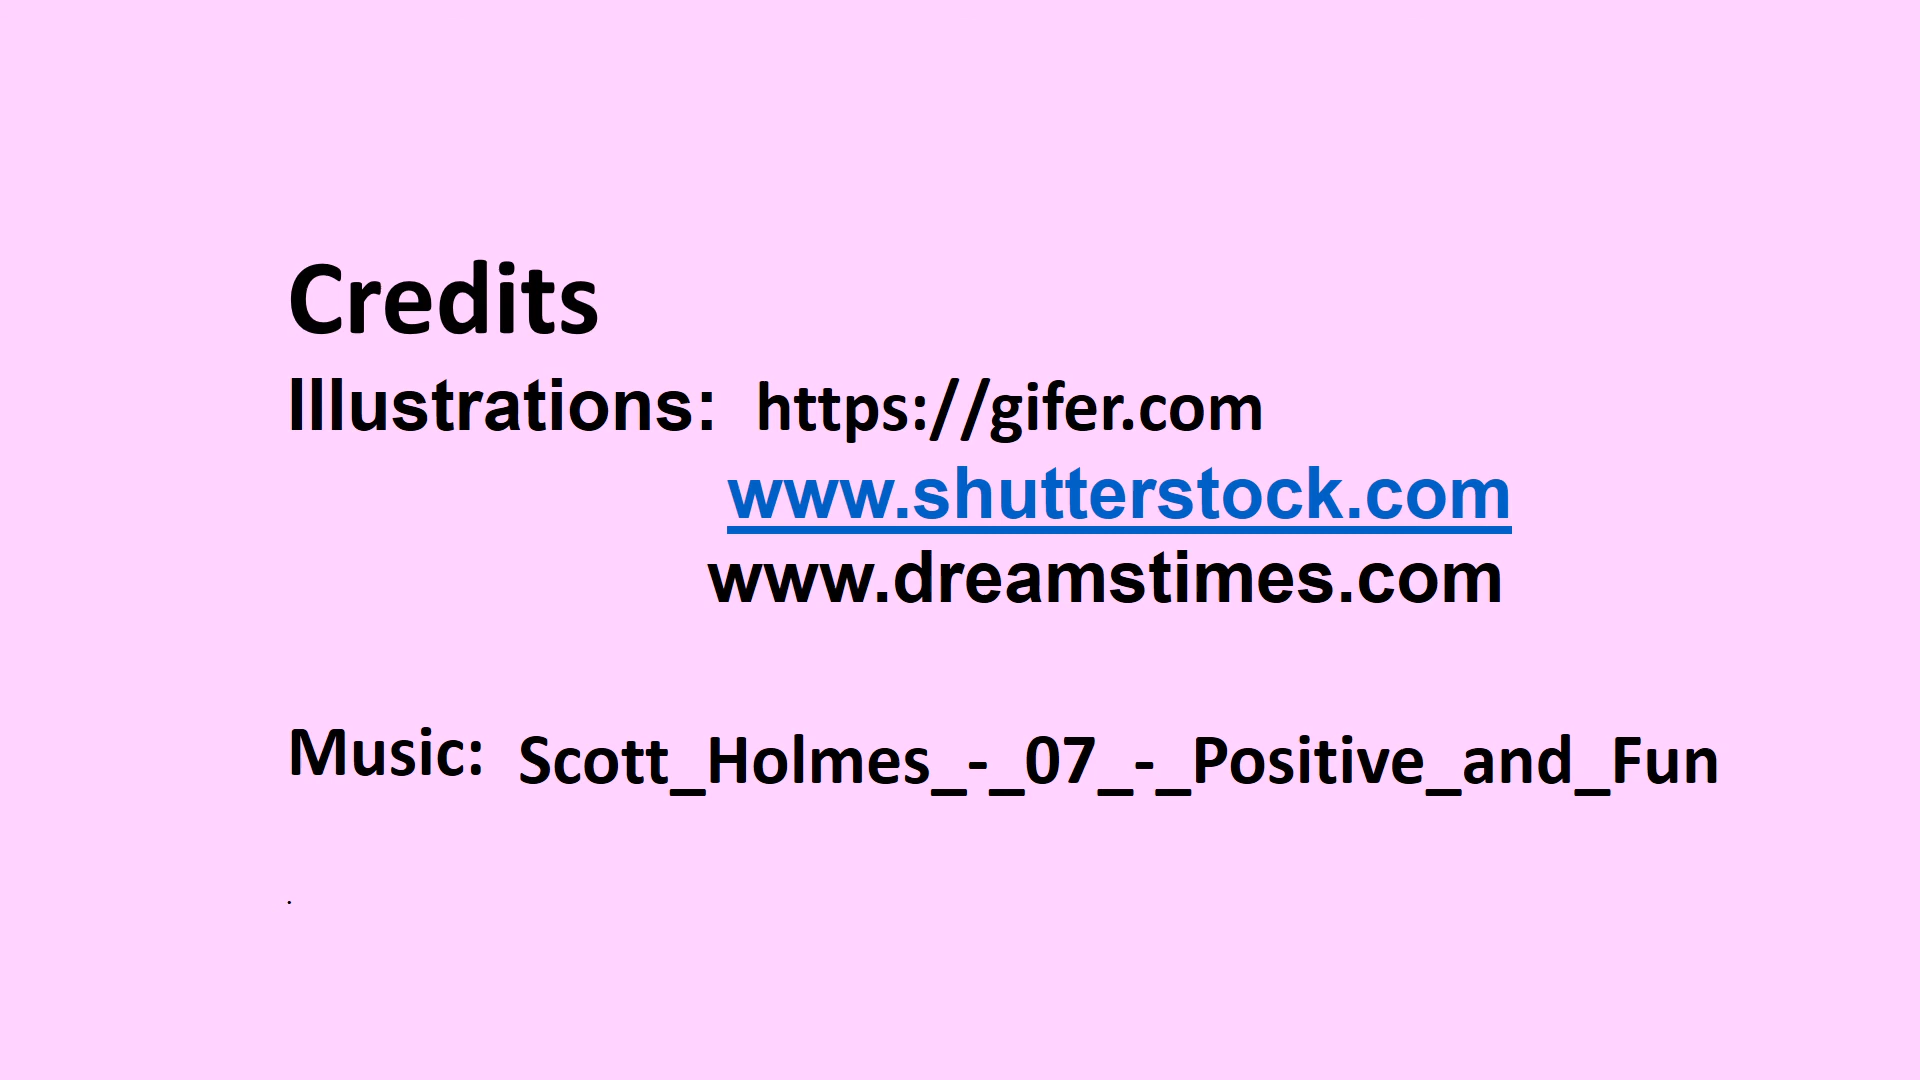 Credits
Illustrations: https://gifer.com
www.shutterstock.com
www.dreamstimes.com
Music: Scott_Holmes_-_07_-_Positive_and_Fun
.